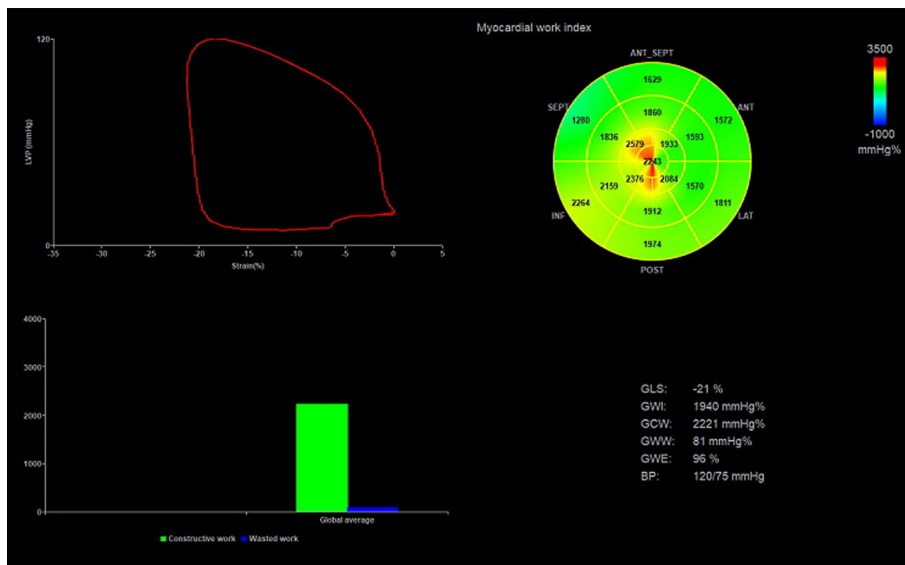 Myocardial work index
120
LVP (mmHg)
0
-35 -30 -25 -20 -15 -10 -5 0 5
Strain(%)
ANT_SEPT
SEPT
ANT
INF
LAT
POST
1629
1280
1572
1860
1836
1593
2579
1933
2243
2376
2084
2159
1570
2264
1811
1912
1974
3500
-1000
mmHg%
4000
3000
2000
1000
0
Global average
Constructive work Wasted work
GLS: -21 %
GWI: 1940 mmHg%
GCW: 2221 mmHg%
GWW: 81 mmHg%
GWE: 96 %
BP: 120/75 mmHg